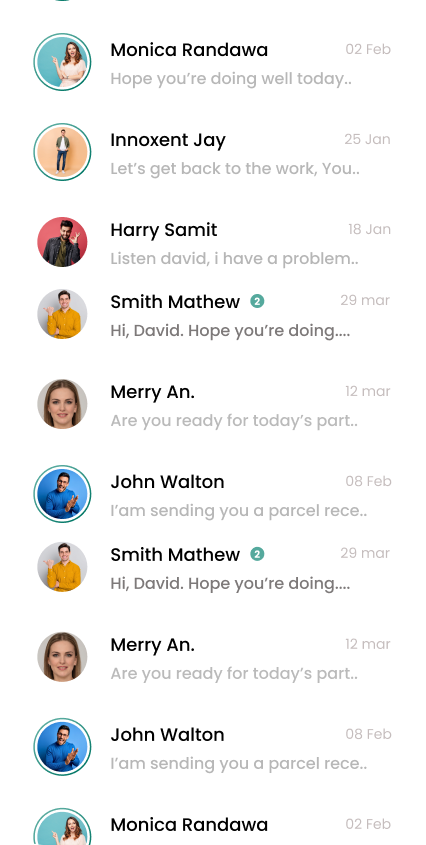 Monica Randawa
02 Feb
Hope you’re doing well today..
Innoxent Jay
25 Jan
Let’s get back to the work, You..
Harry Samit
18 Jan
Listen david, i have a problem..
Smith Mathew 2
29 mar
Hi, David. Hope you’re doing....
Merry An.
12 mar
Are you ready for today’s part..
John Walton
08 Feb
I’am sending you a parcel rece..
Smith Mathew 2
29 mar
Hi, David. Hope you’re doing....
Merry An.
12 mar
Are you ready for today’s part..
John Walton
08 Feb
I’am sending you a parcel rece..
Monica Randawa
02 Feb